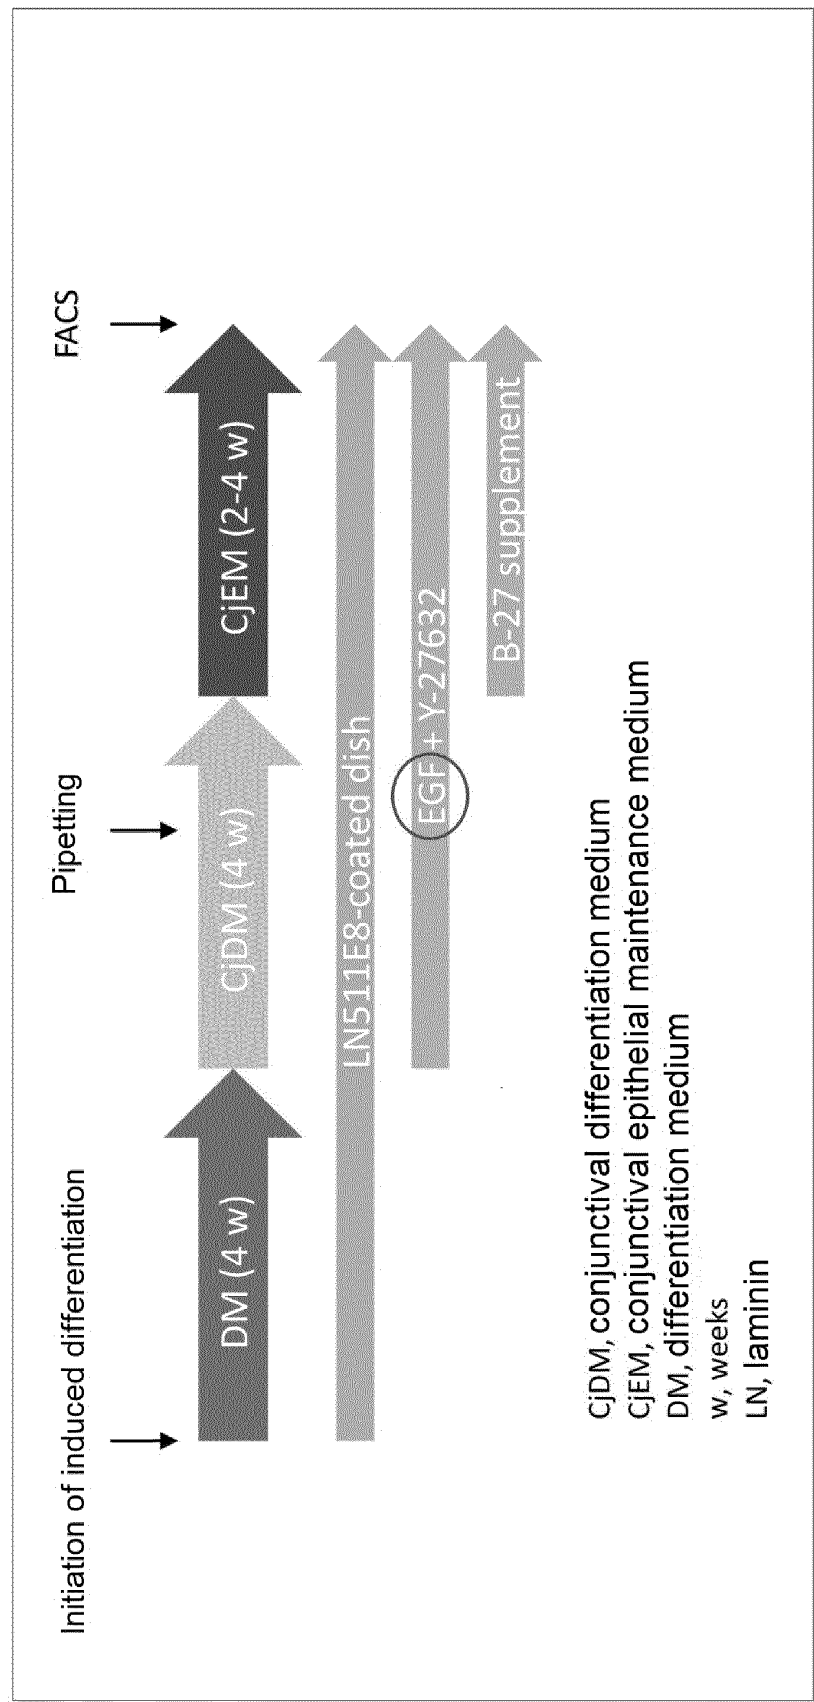 Initiation of induced differentiation
Pipetting
FACS
DM (4 w)
CjDM (4 w)
CjEM (2-4 w)
LN511E8-coated dish
EGF + Y-27632
B-27 supplement
CjDM, conjunctival differentiation medium
CjEM, conjunctival epithelial maintenance medium
DM, differentiation medium
w, weeks
LN, laminin